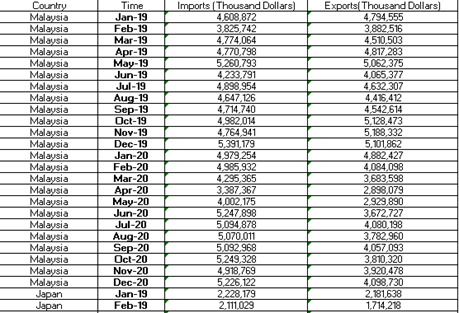 Country Time Imports (Thousand Dollars) Exports(Thousand Dollars)
Malaysia Jan-19 4,608,872 4,794,555
Malaysia Feb-19 3,825,742 3,882,516
Malaysia Mar-19 4,774,064 4,510,503
Malaysia Apr-19 4,770,798 4,817,283
Malaysia May-19 5,260,793 5,062,375
Malaysia Jun-19 4,233,791 4,065,377
Malaysia Jul-19 4,898,954 4,632,307
Malaysia Aug-19 4,647,126 4,416,412
Malaysia Sep-19 4,714,740 4,542,614
Malaysia Oct-19 4,982,014 5,128,473
Malaysia Nov-19 4,764,941 5,188,332
Malaysia Dec-19 5,391,179 5,101,862
Malaysia Jan-20 4,979,254 4,882,427
Malaysia Feb-20 4,985,932 4,084,098
Malaysia Mar-20 4,295,365 3,683,598
Malaysia Apr-20 3,387,367 2,898,079
Malaysia May-20 4,002,175 2,929,890
Malaysia Jun-20 5,247,898 3,672,727
Malaysia Jul-20 5,094,878 4,080,198
Malaysia Aug-20 5,070,011 3,782,960
Malaysia Sep-20 5,092,968 4,057,093
Malaysia Oct-20 5,249,328 3,810,320
Malaysia Nov-20 4,918,769 3,920,478
Malaysia Dec-20 5,226,122 4,098,730
Japan Jan-19 2,228,179 2,181,638
Japan Feb-19 2,111,029 1,714,218